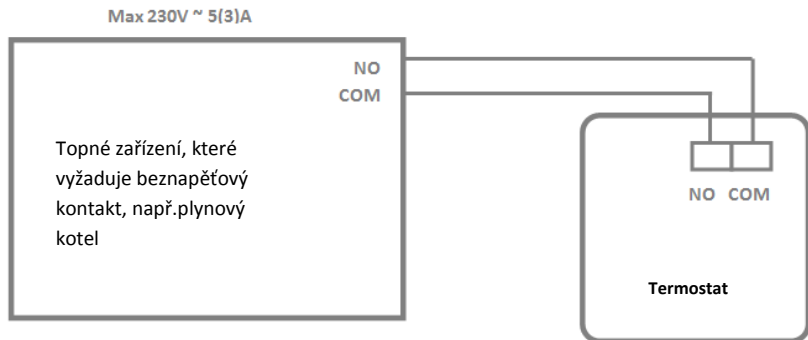 Max 230V ~ 5(3)A
NO
COM
Topné zařízení, které
vyžaduje beznapěťový
kontakt, např.plynový
kotel
NO COM
Termostat